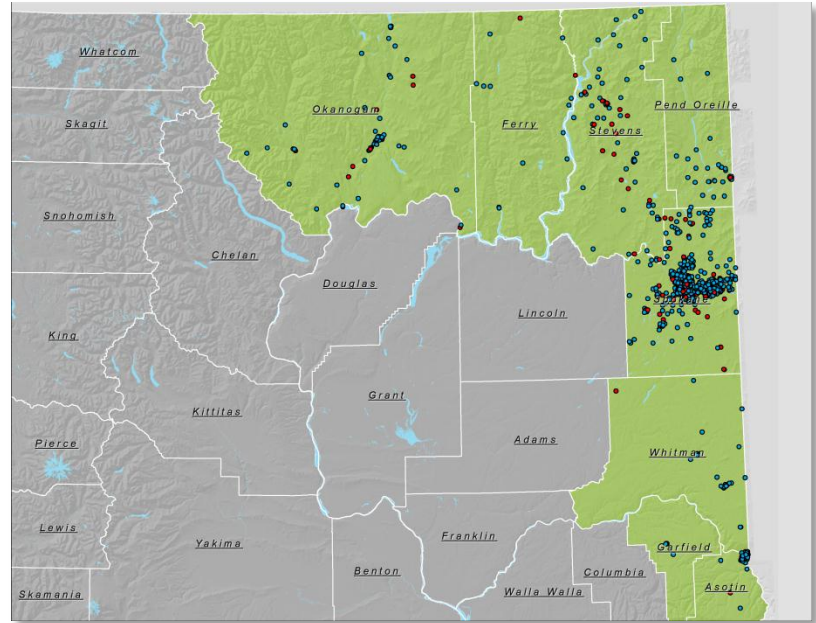 Whatcom
Okanogan
Pend Oreille
Skagit
Ferry
Stevens
Snohomish
Chelan
Douglas
Lincoln
Spokane
King
Grant
Kittitas
Adams
Pierce
Whitman
Lewis
Yakima
Franklin
Garfield
Benton
Columbia
Asotin
Skamania
Walla Walla